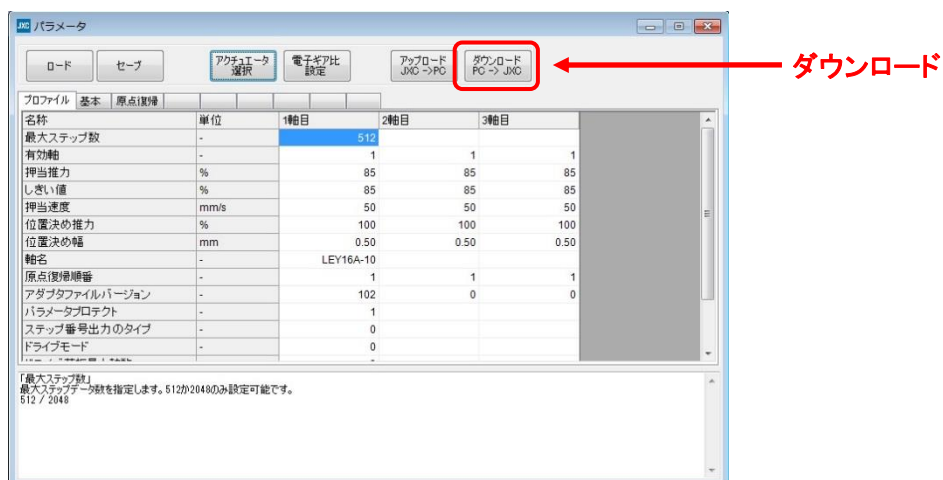 JXC パラメータ
ロード セーブ アクチュエータ 選択 電子ギア比 設定 アップロード JXC ->PC ダウンロード PC -> JXC ダウンロード
プロファイル 基本 原点復帰
名称 単位 1軸目 2軸目 3軸目
最大ステップ数 - 512
有効軸 - 1 1 1
押当推力 % 85 85 85
しきい値 % 85 85 85
押当速度 mm/s 50 50 50
位置決め推力 % 100 100 100
位置決め幅 mm 0.50 0.50 0.50
軸名 - LEY16A-10
原点復帰順番 - 1 1 1
アダプタファイルバージョン - 102 0 0
パラメータプロテクト - 1
ステップ番号出力のタイプ - 0
ドライブモード - 0
「最大ステップ数」
最大ステップデータ数を指定します。512か2048のみ設定可能です。
512 / 2048